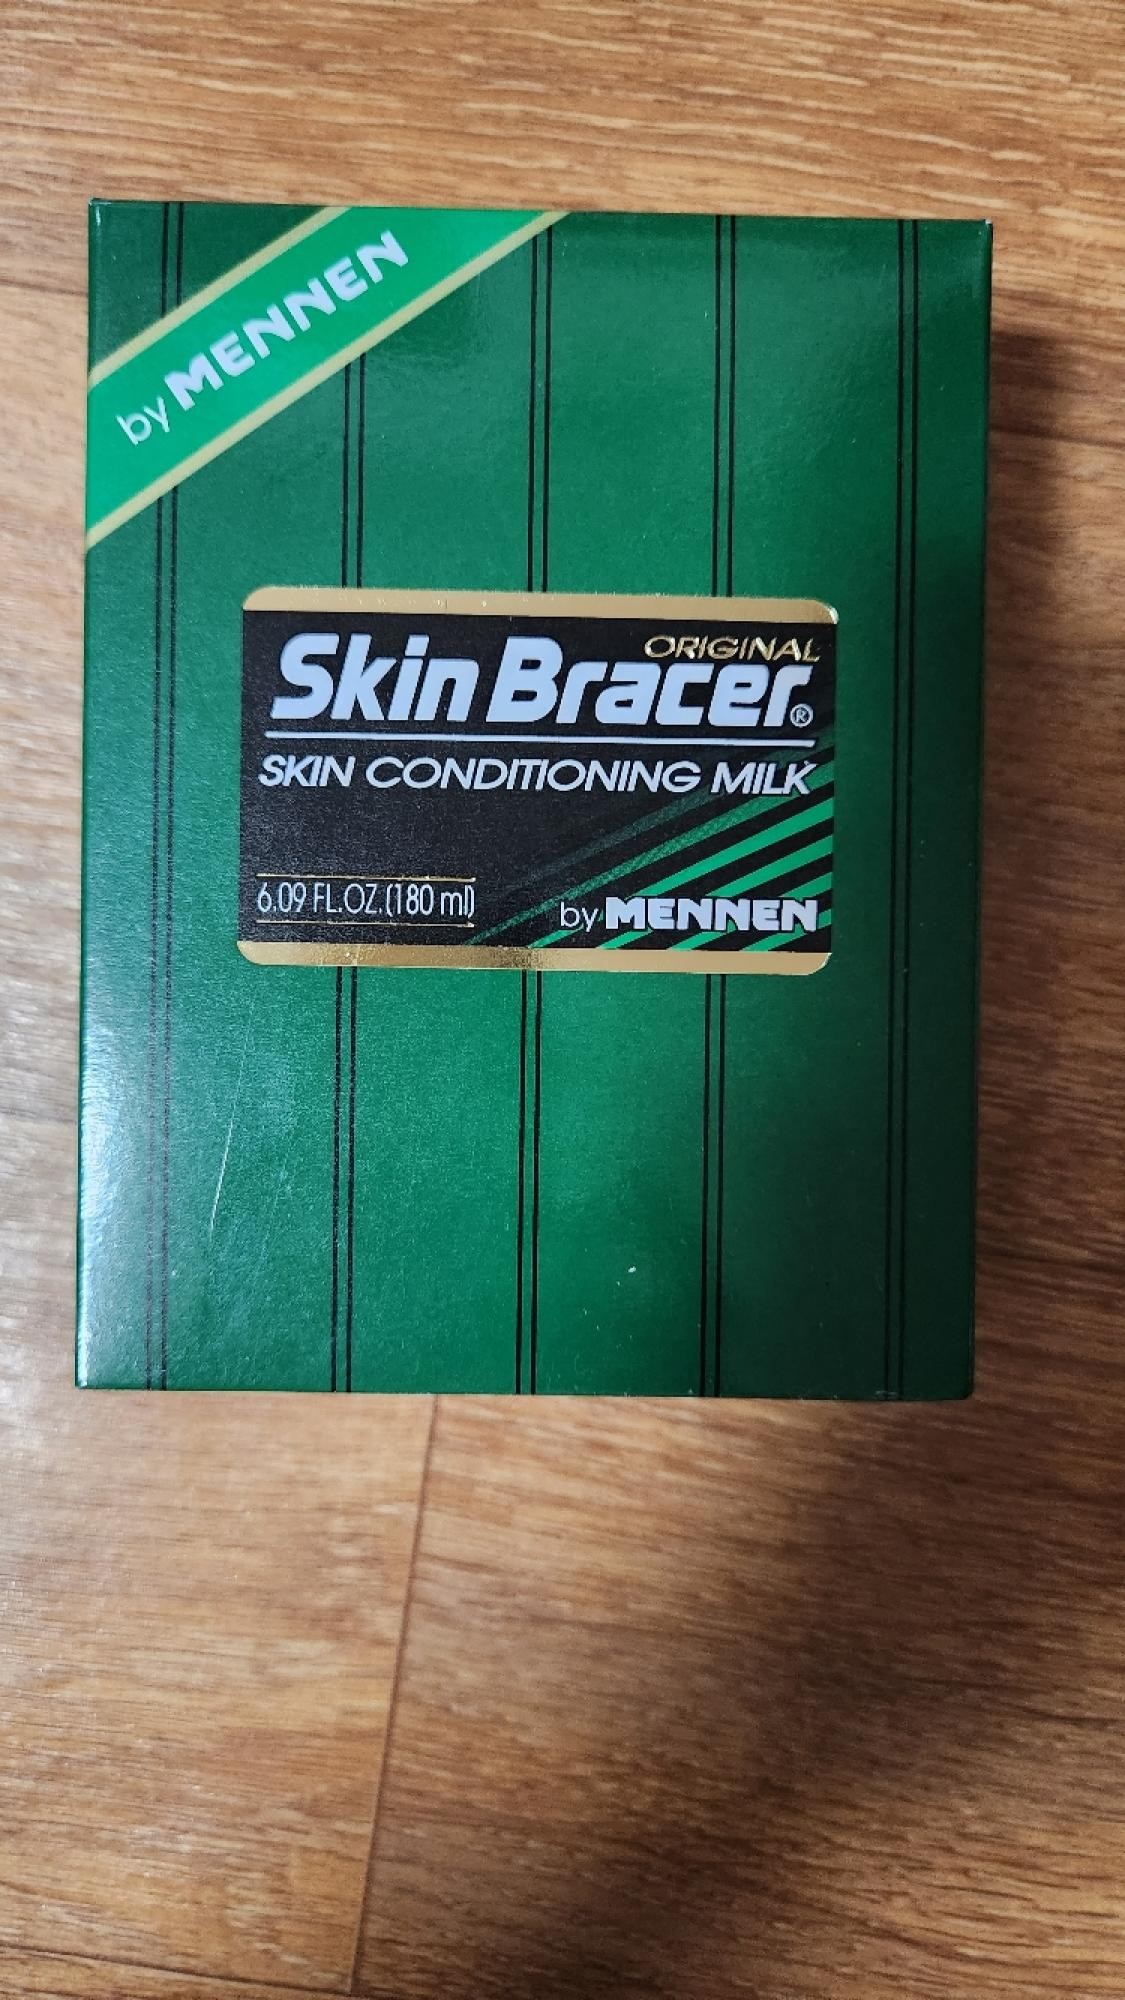 by MENNEN
ORIGINAL
Skin Bracer®
SKIN CONDITIONING MILK
6.09 FL.OZ.(180 ml)
by MENNEN